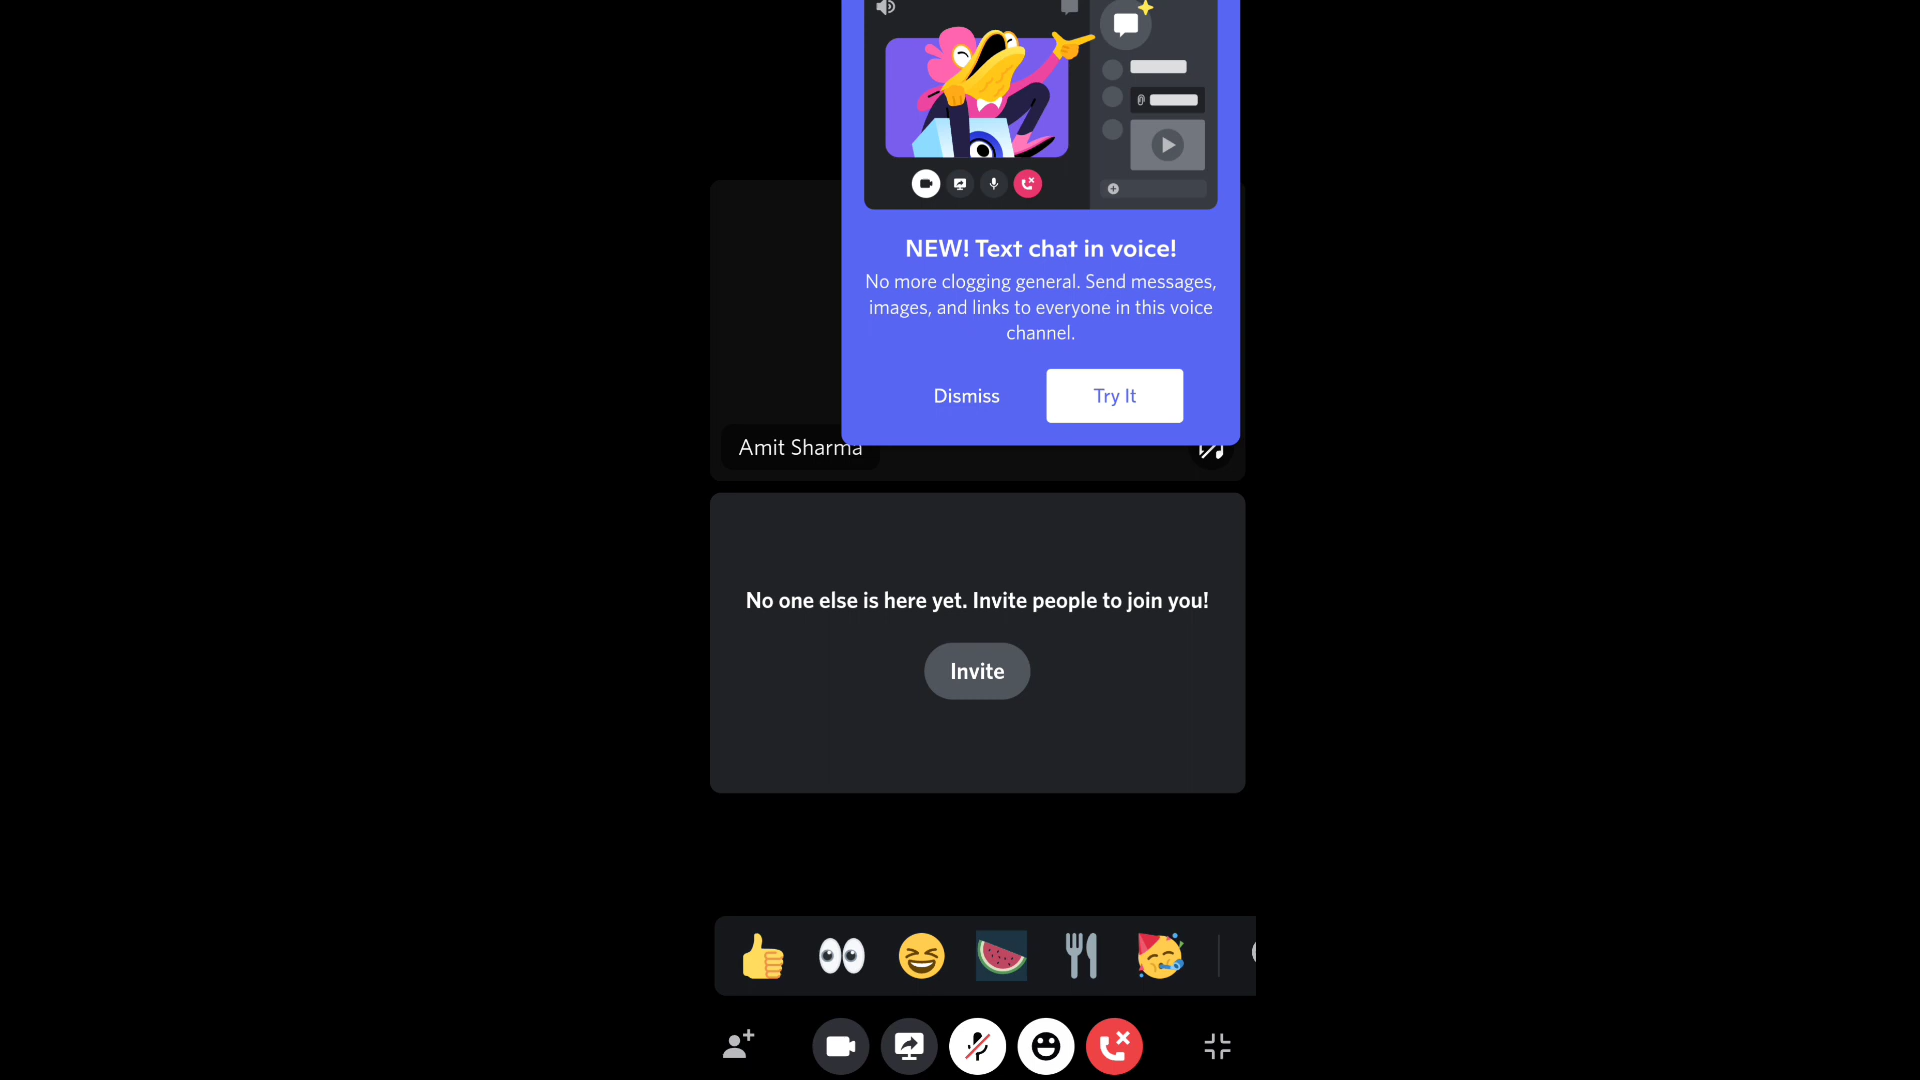 NEW! Text chat in voice!
No more clogging general. Send messages,
images, and links to everyone in this voice
channel.
Dismiss
Try It
Amit Sharma
No one else is here yet. Invite people to join you!
Invite